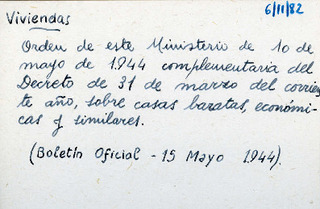 6/11/82
Viviendas
Orden de este Ministerio de 10 de
mayo de 1.944 complementaria del
Decreto de 31 de marzo del corrien
te año, sobre casas baratas, económi-
cas y similares.
(Boletín Oficial - 15 Mayo 1944).